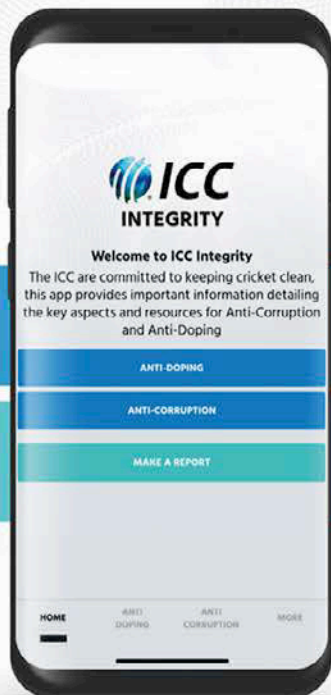 ICC
INTEGRITY
Welcome to ICC Integrity
The ICC are committed to keeping cricket clean,
this app provides important information detailing
the key aspects and resources for Anti-Corruption
and Anti-Doping
ANTI-DOPING
ANTI-CORRUPTION
MAKE A REPORT
HOME
ANTI
DOPING
ANTI
CORRUPTION
MORE